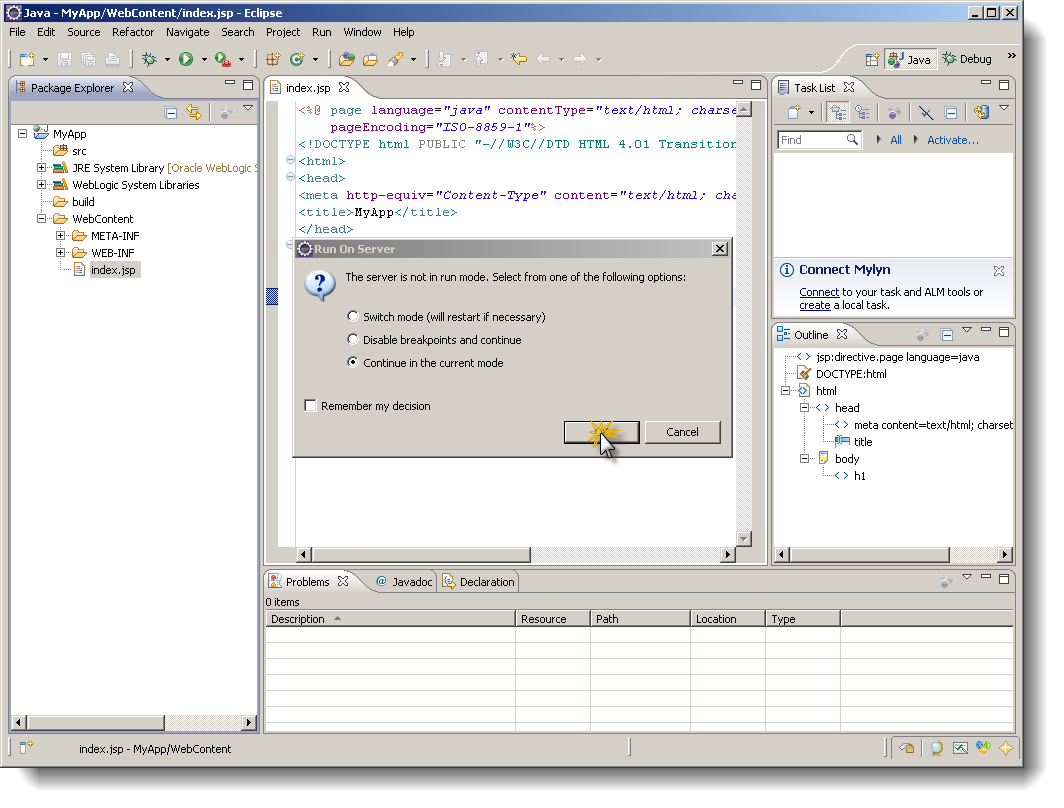 Java - MyApp/WebContent/index.jsp - Eclipse
File Edit Source Refactor Navigate Search Project Run Window Help
Java Debug »
Package Explorer
MyApp
src
JRE System Library [Oracle WebLogic S
WebLogic System Libraries
build
WebContent
META-INF
WEB-INF
index.jsp
index.jsp
<%@ page language="java" contentType="text/html; charse
pageEncoding="ISO-8859-1"%>
<!DOCTYPE html PUBLIC "-//W3C//DTD HTML 4.01 Transition
<html>
<head>
<meta http-equiv="Content-Type" content="text/html; cha
<title>MyApp</title>
</head>
Run On Server
The server is not in run mode. Select from one of the following options:
Switch mode (will restart if necessary)
Disable breakpoints and continue
Continue in the current mode
Remember my decision
Cancel
Task List
Find All Activate...
Connect Mylyn
Connect to your task and ALM tools or
create a local task.
Outline
jsp:directive.page language=java
DOCTYPE:html
html
head
meta content=text/html; charset
title
body
h1
Problems @ Javadoc Declaration
0 items
Description Resource Path Location Type
index.jsp - MyApp/WebContent